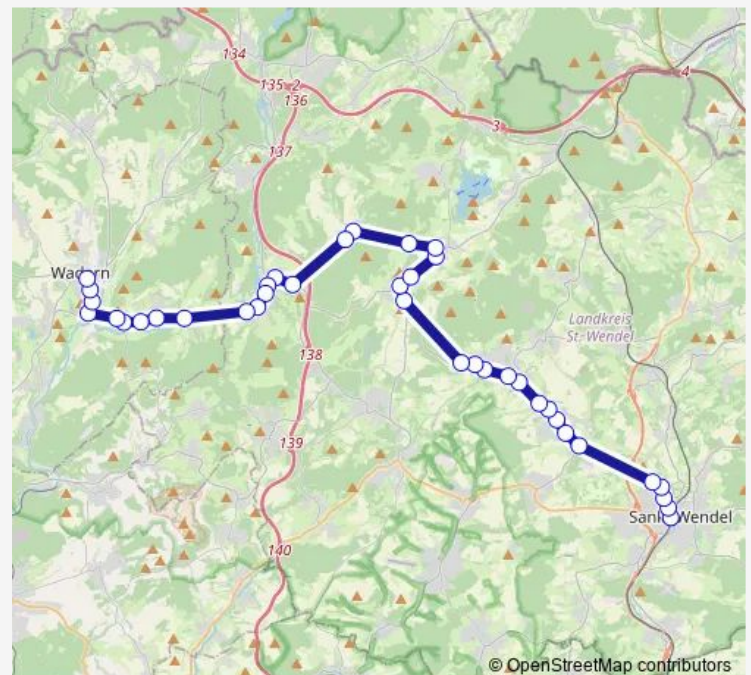 134
135 2
136
4
3
137
Wadern
Landkreis
St. Wendel
138
139
Sankt Wendel
140
© OpenStreetMap contributors